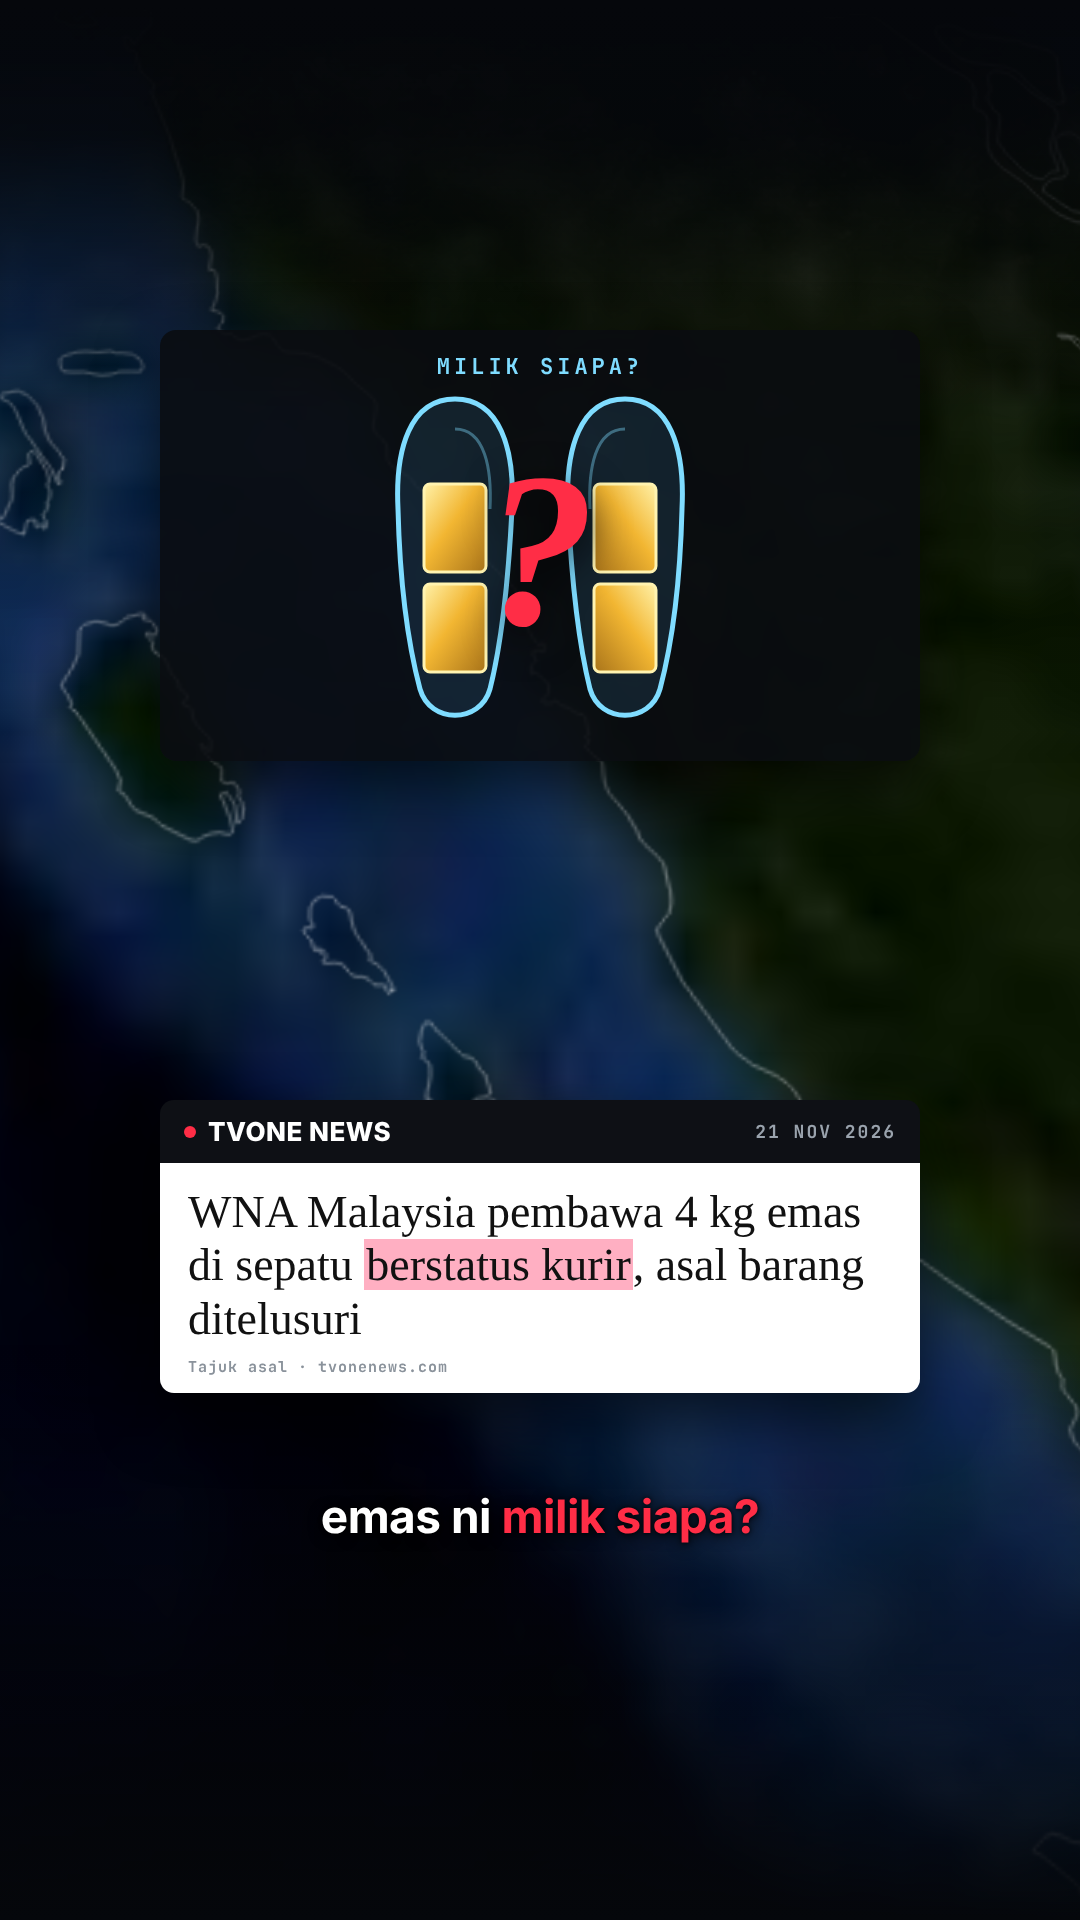 MILIK SIAPA?
?
TVONE NEWS
21 NOV 2026
WNA Malaysia pembawa 4 kg emas
di sepatu berstatus kurir, asal barang
ditelusuri
Tajuk asal · tvonenews.com
emas ni milik siapa?